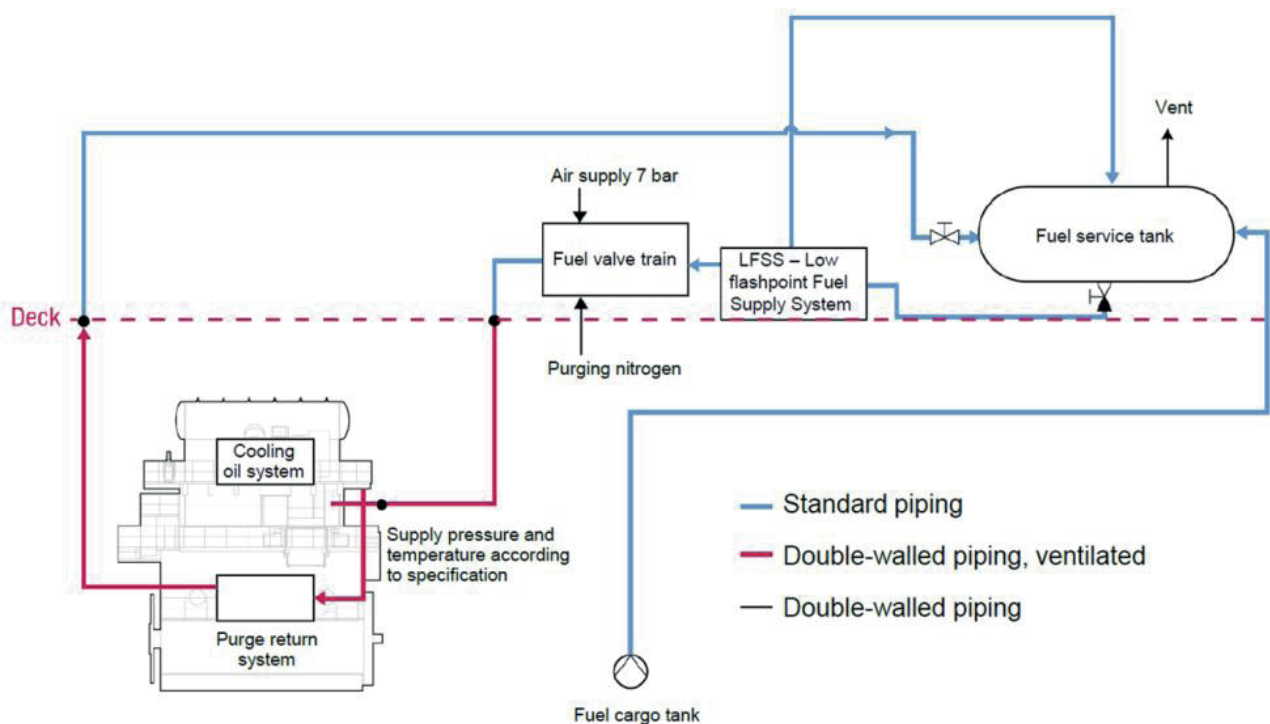 Vent
Air supply 7 bar
Fuel valve train
LFSS – Low
flashpoint Fuel
Supply System
Fuel service tank
Deck
Purging nitrogen
Cooling
oil system
Supply pressure and
temperature according
to specification
Purge return
system
Fuel cargo tank
Standard piping
Double-walled piping, ventilated
Double-walled piping